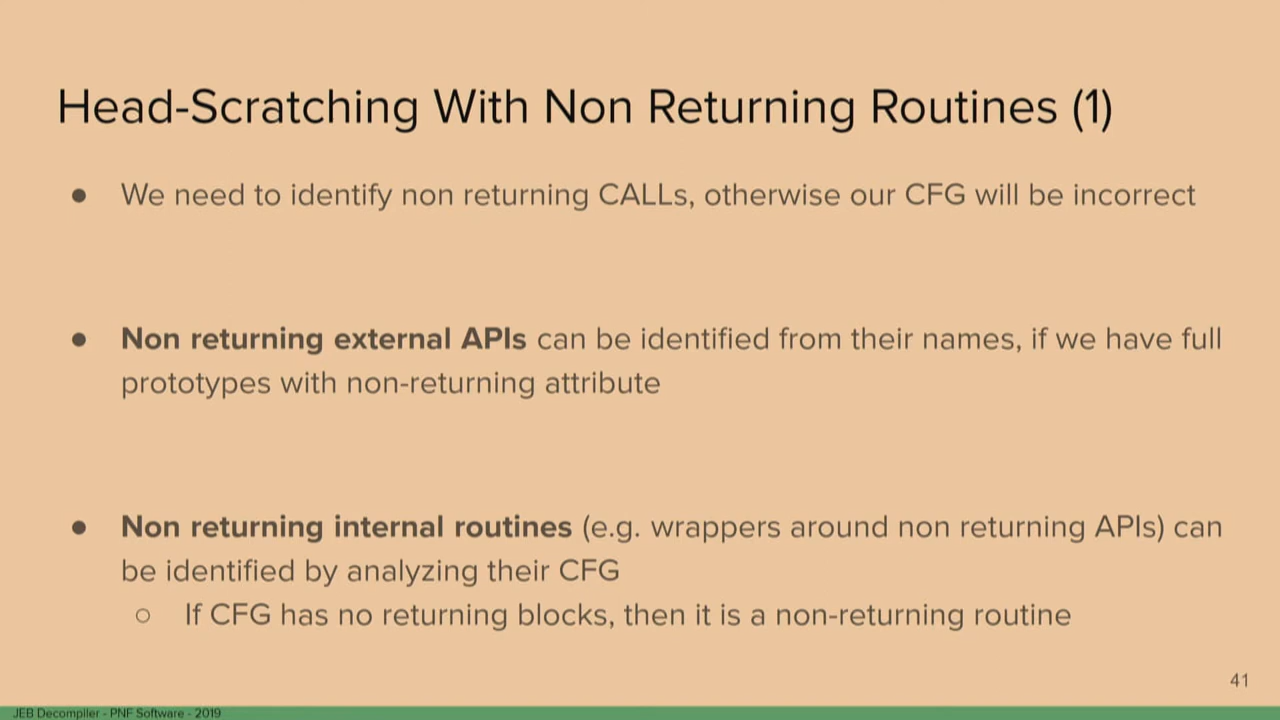 Head-Scratching With Non Returning Routines (1)
● We need to identify non returning CALLs, otherwise our CFG will be incorrect
● Non returning external APIs can be identified from their names, if we have full
prototypes with non-returning attribute
● Non returning internal routines (e.g. wrappers around non returning APIs) can
be identified by analyzing their CFG
○ If CFG has no returning blocks, then it is a non-returning routine
41
JEB Decompiler - PNF Software - 2019